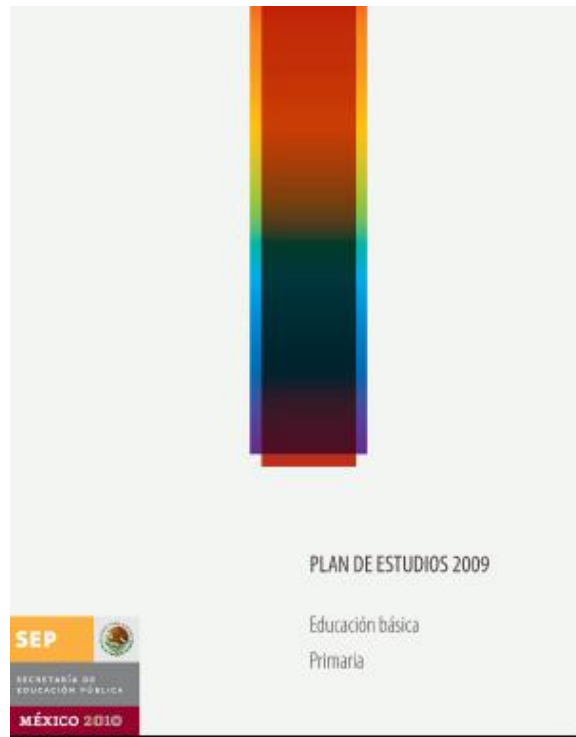 PLAN DE ESTUDIOS 2009
Educación básica
Primaria
SEP
SECRETARÍA DE
EDUCACIÓN PÚBLICA
MÉXICO 2010